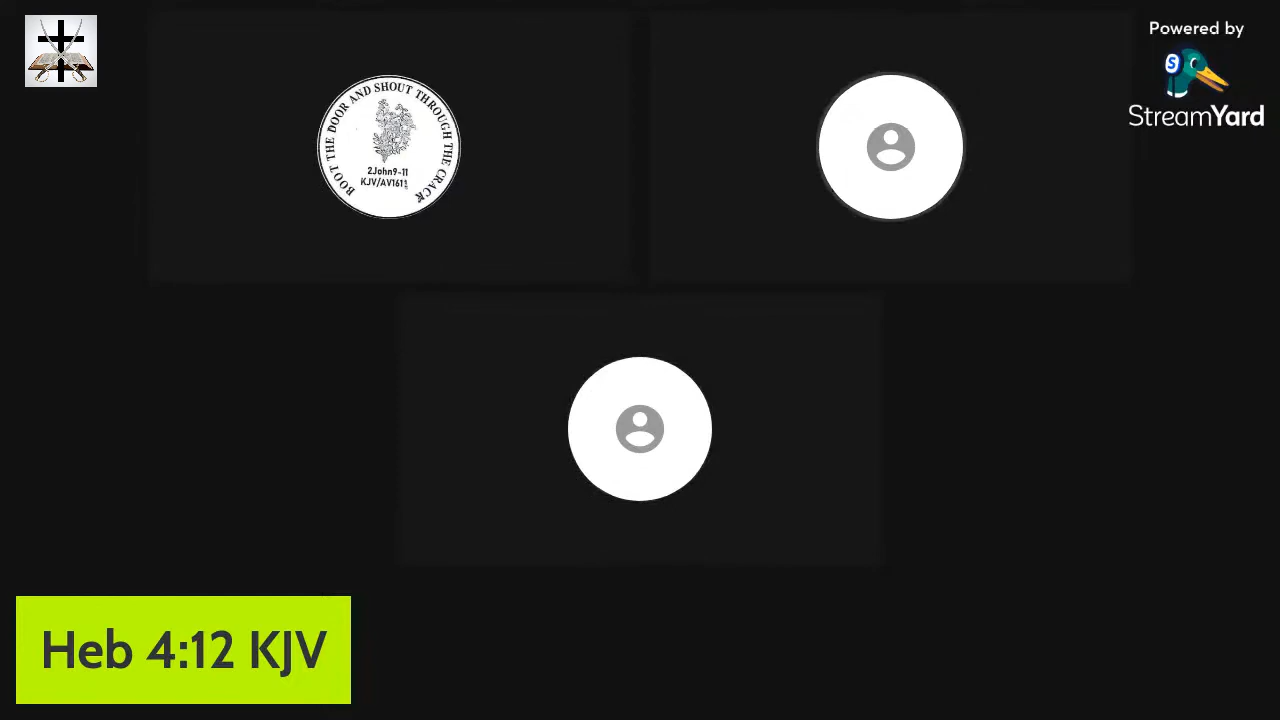 Powered by
StreamYard
BOOT THE DOOR AND SHOUT THROUGH THE CRACK
2John9-11
KJV/AV1611
Heb 4:12 KJV